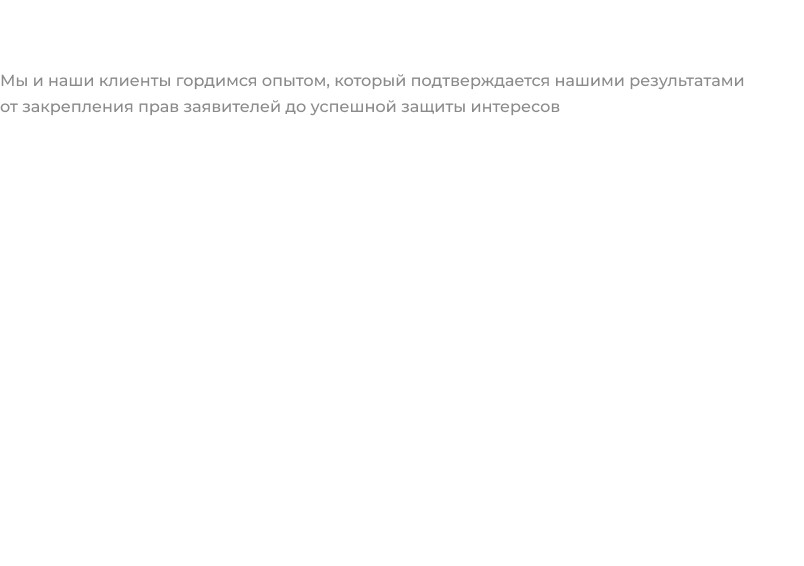 Мы и наши клиенты гордимся опытом, который подтверждается нашими результатами
от закрепления прав заявителей до успешной защиты интересов